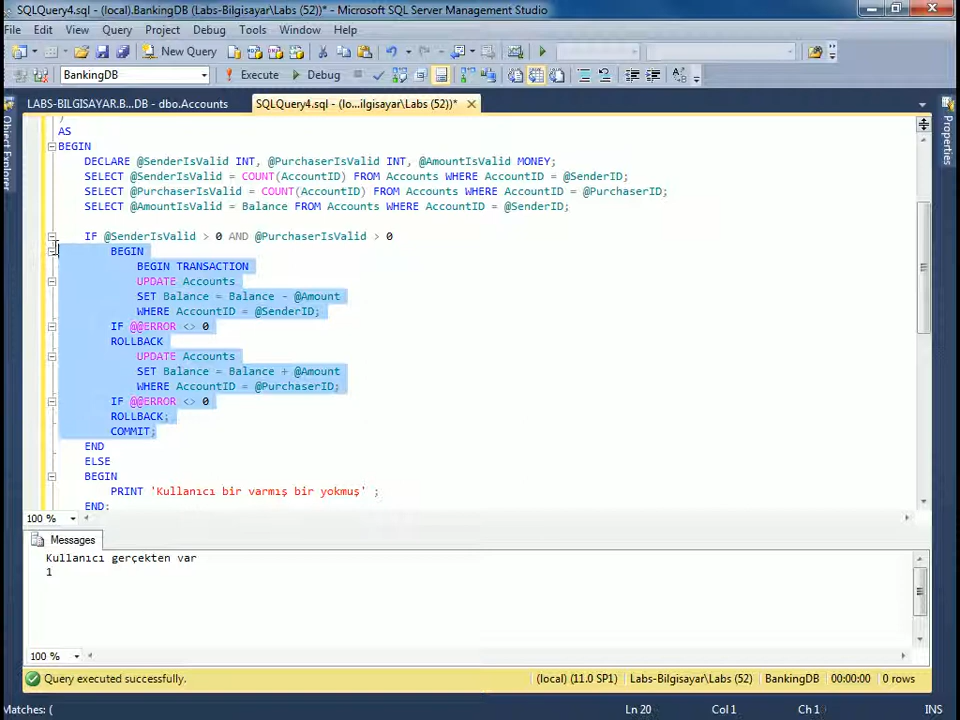 SQLQuery4.sql - (local).BankingDB (Labs-Bilgisayar\Labs (52))* - Microsoft SQL Server Management Studio
File Edit View Query Project Debug Tools Window Help
New Query
BankingDB Execute Debug
LABS-BILGISAYAR.B...DB - dbo.Accounts SQLQuery4.sql - (lo...ilgisayar\Labs (52))*
Object Explorer
Properties
)
AS
BEGIN
DECLARE @SenderIsValid INT, @PurchaserIsValid INT, @AmountIsValid MONEY;
SELECT @SenderIsValid = COUNT(AccountID) FROM Accounts WHERE AccountID = @SenderID;
SELECT @PurchaserIsValid = COUNT(AccountID) FROM Accounts WHERE AccountID = @PurchaserID;
SELECT @AmountIsValid = Balance FROM Accounts WHERE AccountID = @SenderID;
IF @SenderIsValid > 0 AND @PurchaserIsValid > 0
BEGIN
BEGIN TRANSACTION
UPDATE Accounts
SET Balance = Balance - @Amount
WHERE AccountID = @SenderID;
IF @@ERROR <> 0
ROLLBACK
UPDATE Accounts
SET Balance = Balance + @Amount
WHERE AccountID = @PurchaserID;
IF @@ERROR <> 0
ROLLBACK;
COMMIT;
END
ELSE
BEGIN
PRINT 'Kullanıcı bir varmış bir yokmuş' ;
END;
100 %
Messages
Kullanıcı gerçekten var
1
100 %
Query executed successfully. (local) (11.0 SP1) Labs-Bilgisayar\Labs (52) BankingDB 00:00:00 0 rows
Matches: ( Ln 20 Col 1 Ch 1 INS